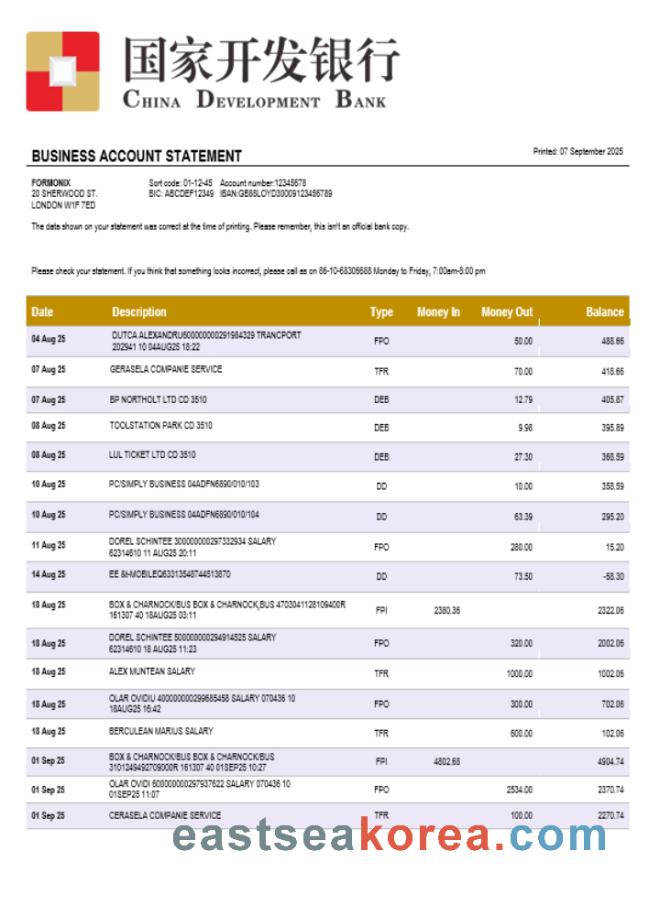 国家开发银行
CHINA DEVELOPMENT BANK
BUSINESS ACCOUNT STATEMENT
Printed: 07 September 2025
FORMONIX
Sort code: 01-12-45 Account number:12345678
20 SHERWOOD ST.
BIC: ABCDEF12349 IBAN:GB88LOYD30009123456789
LONDON W1F 7ED
The data shown on your statement was correct at the time of printing. Please remember, this isn't an official bank copy.
Please check your statement. If you think that something looks incorrect, please call as on 86-10-68306688 Monday to Friday, 7:00am-8:00 pm
Date Description Type Money In Money Out Balance
04 Aug 25 DUTCA ALEXANDRU600000000291984329 TRANCPORT
202941 10 04AUG25 18:22 FPO 50.00 488.66
07 Aug 25 GERASELA COMPANIE SERVICE TFR 70.00 418.66
07 Aug 25 BP NORTHOLT LTD CD 3510 DEB 12.79 405.87
08 Aug 25 TOOLSTATION PARK CD 3510 DEB 9.98 395.89
08 Aug 25 LUL TICKET LTD CD 3510 DEB 27.30 368.59
10 Aug 25 PC/SIMPLY BUSINESS 04ADFN6890/010/103 DD 10.00 358.59
10 Aug 25 PC/SIMPLY BUSINESS 04ADFN6890/010/104 DD 63.39 295.20
11 Aug 25 DOREL SCHINTEE 300000000297332934 SALARY
62314610 11 AUG25 20:11 FPO 280.00 15.20
14 Aug 25 EE &I-MOBILEQ63313548744513870 DD 73.50 -58.30
18 Aug 25 BOX & CHARNOCK/BUS BOX & CHARNOCK,BUS 4703041128109400R
161307 40 18AUG25 03:11 FPI 2380.36 2322.06
18 Aug 25 DOREL SCHINTEE 500000000294914525 SALARY
62314610 18 AUG25 11:23 FPO 320.00 2002.06
18 Aug 25 ALEX MUNTEAN SALARY TFR 1000.00 1002.06
18 Aug 25 OLAR OVIDIU 400000000299685458 SALARY 070436 10
18AUG25 16:42 FPO 300.00 702.06
18 Aug 25 BERCULEAN MARIUS SALARY TFR 600.00 102.06
01 Sep 25 BOX & CHARNOCK/BUS BOX & CHARNOCK/BUS
3101249492709000R 161307 40 01SEP25 10:27 FPI 4802.68 4904.74
01 Sep 25 OLAR OVIDI 600000000297937622 SALARY 070436 10
01SEP25 11:07 FPO 2534.00 2370.74
01 Sep 25 CERASELA COMPANIE SERVICE TFR 100.00 2270.74
eastseakorea.com